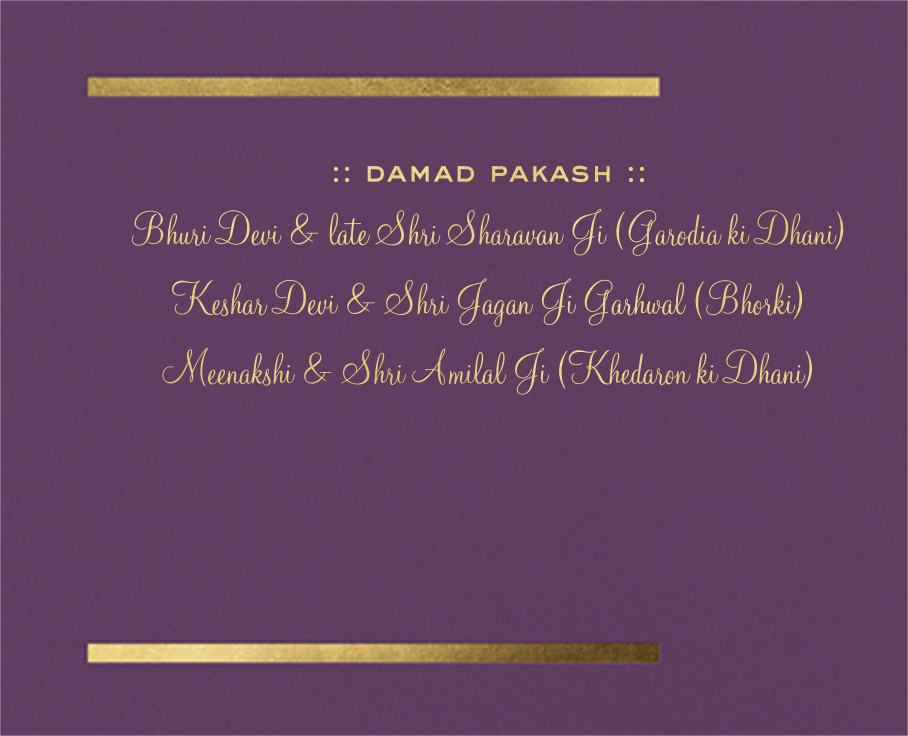 :: DAMAD PAKASH ::
Bhuri Devi & late Shri Sharavan Ji (Garodia ki Dhani)
Keshar Devi & Shri Jagan Ji Garhwal (Bhorki)
Meenakshi & Shri Amilal Ji (Khedaron ki Dhani)